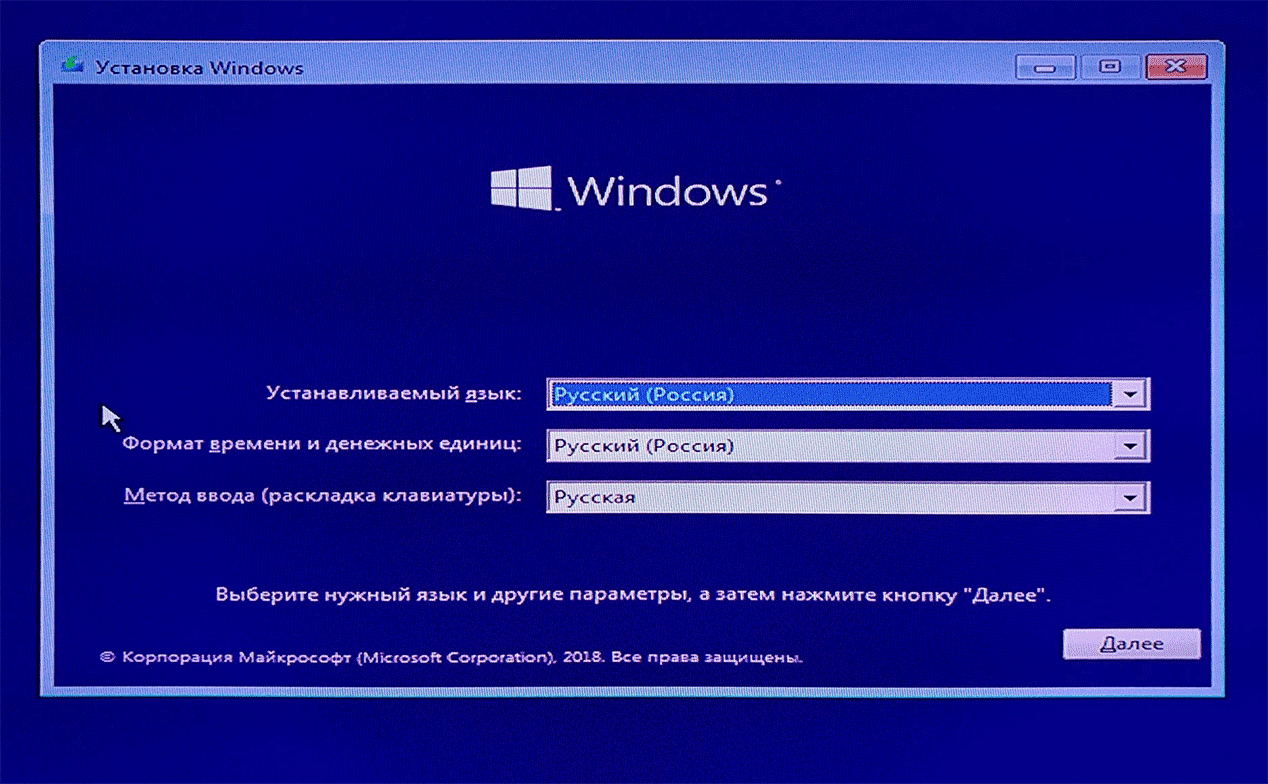 Установка Windows
Windows
Устанавливаемый язык: Русский (Россия)
Формат времени и денежных единиц: Русский (Россия)
Метод ввода (раскладка клавиатуры): Русская
Выберите нужный язык и другие параметры, а затем нажмите кнопку "Далее".
© Корпорация Майкрософт (Microsoft Corporation), 2018. Все права защищены.
Далее